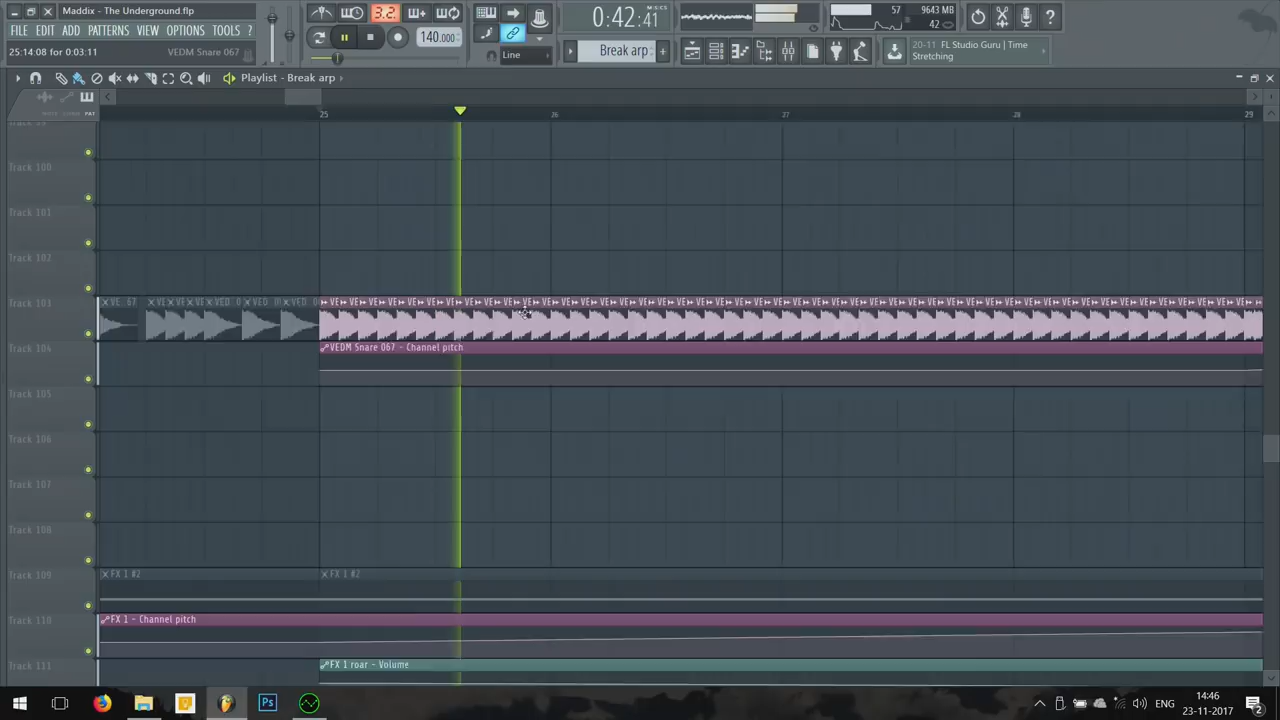 Maddix - The Underground.flp
FILE EDIT ADD PATTERNS VIEW OPTIONS TOOLS ?
25:14:08 for 0:03:11 VEDM Snare 067
3.2
140.000
Line
0:42:41
M:S:CS
Break arp
57
9643 MB
42
20-11 FL Studio Guru | Time
Stretching
Playlist - Break arp
25 26 27 28 29
Track 100
Track 101
Track 102
Track 103
Track 104
VEDM Snare 067 - Channel pitch
Track 105
Track 106
Track 107
Track 108
Track 109
FX 1 #2
FX 1 #2
Track 110
FX 1 - Channel pitch
Track 111
FX 1 roar - Volume
Ps
ENG
14:46
23-11-2017
2